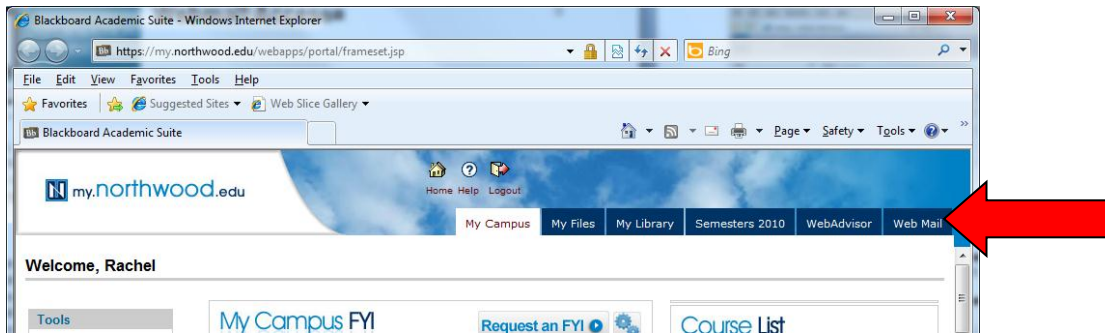 Blackboard Academic Suite - Windows Internet Explorer
https://my.northwood.edu/webapps/portal/frameset.jsp
Bing
File Edit View Favorites Tools Help
Favorites Suggested Sites Web Slice Gallery
Blackboard Academic Suite Page Safety Tools
my.northwood.edu
Home Help Logout
My Campus My Files My Library Semesters 2010 WebAdvisor Web Mail
Welcome, Rachel
Tools My Campus FYI Request an FYI Course List